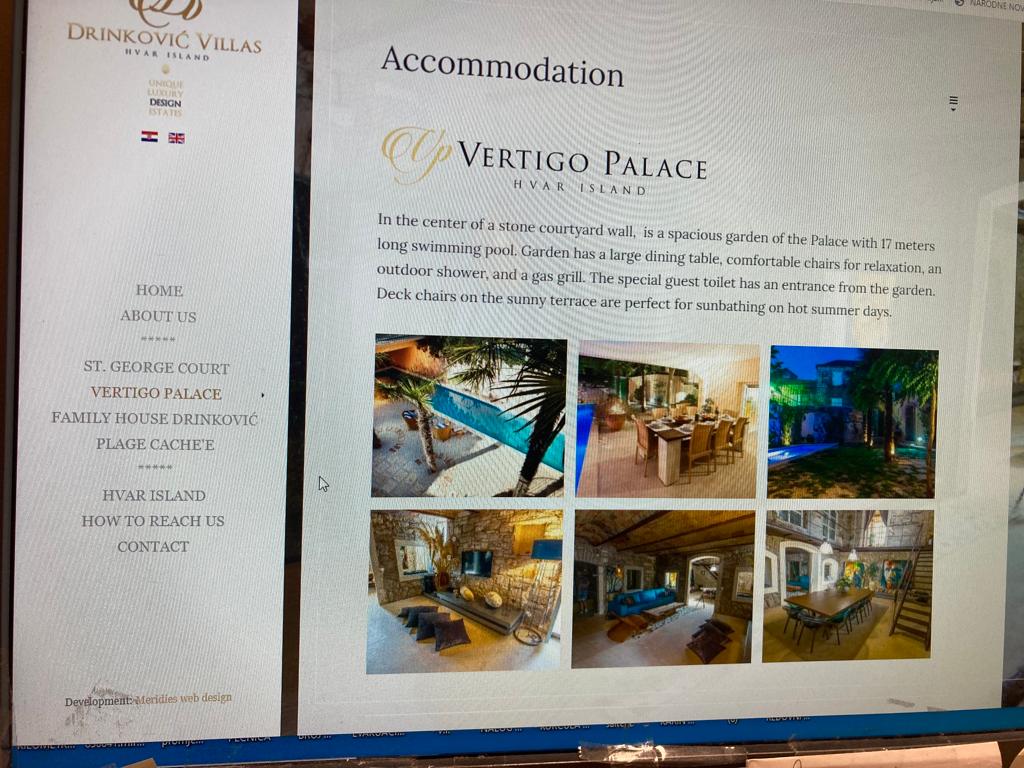 DRINKOVIĆ VILLAS
HVAR ISLAND
UNIQUE
LUXURY
DESIGN
ESTATES
HOME
ABOUT US
*****
ST. GEORGE COURT
VERTIGO PALACE
FAMILY HOUSE DRINKOVIĆ
PLAGE CACHE'E
*****
HVAR ISLAND
HOW TO REACH US
CONTACT
Development: Meridies web design
NARODNE NOV
Accommodation
Vp VERTIGO PALACE
HVAR ISLAND
In the center of a stone courtyard wall, is a spacious garden of the Palace with 17 meters
long swimming pool. Garden has a large dining table, comfortable chairs for relaxation, an
outdoor shower, and a gas grill. The special guest toilet has an entrance from the garden.
Deck chairs on the sunny terrace are perfect for sunbathing on hot summer days.